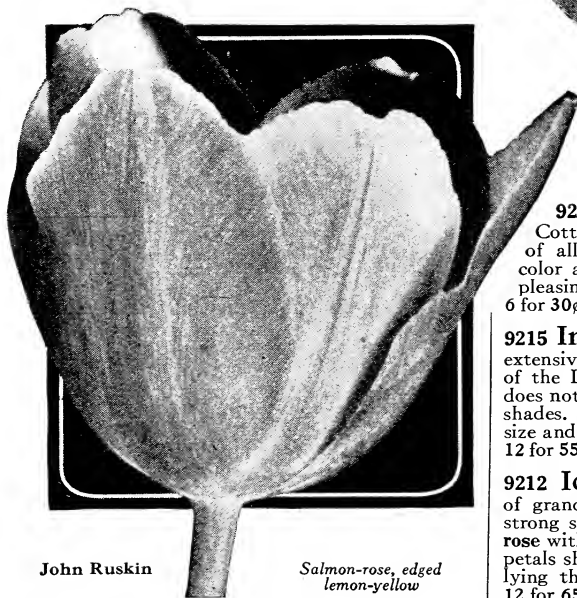 John Ruskin
Salmon-rose, edged
lemon-yellow
92
Cott
of all
color a
pleasin
6 for 30
9215 In
extensiv
of the
does not
shades.
size and
12 for 55
9212 Ic
of grand
strong s
rose with
petals sh
lying th
12 for 65